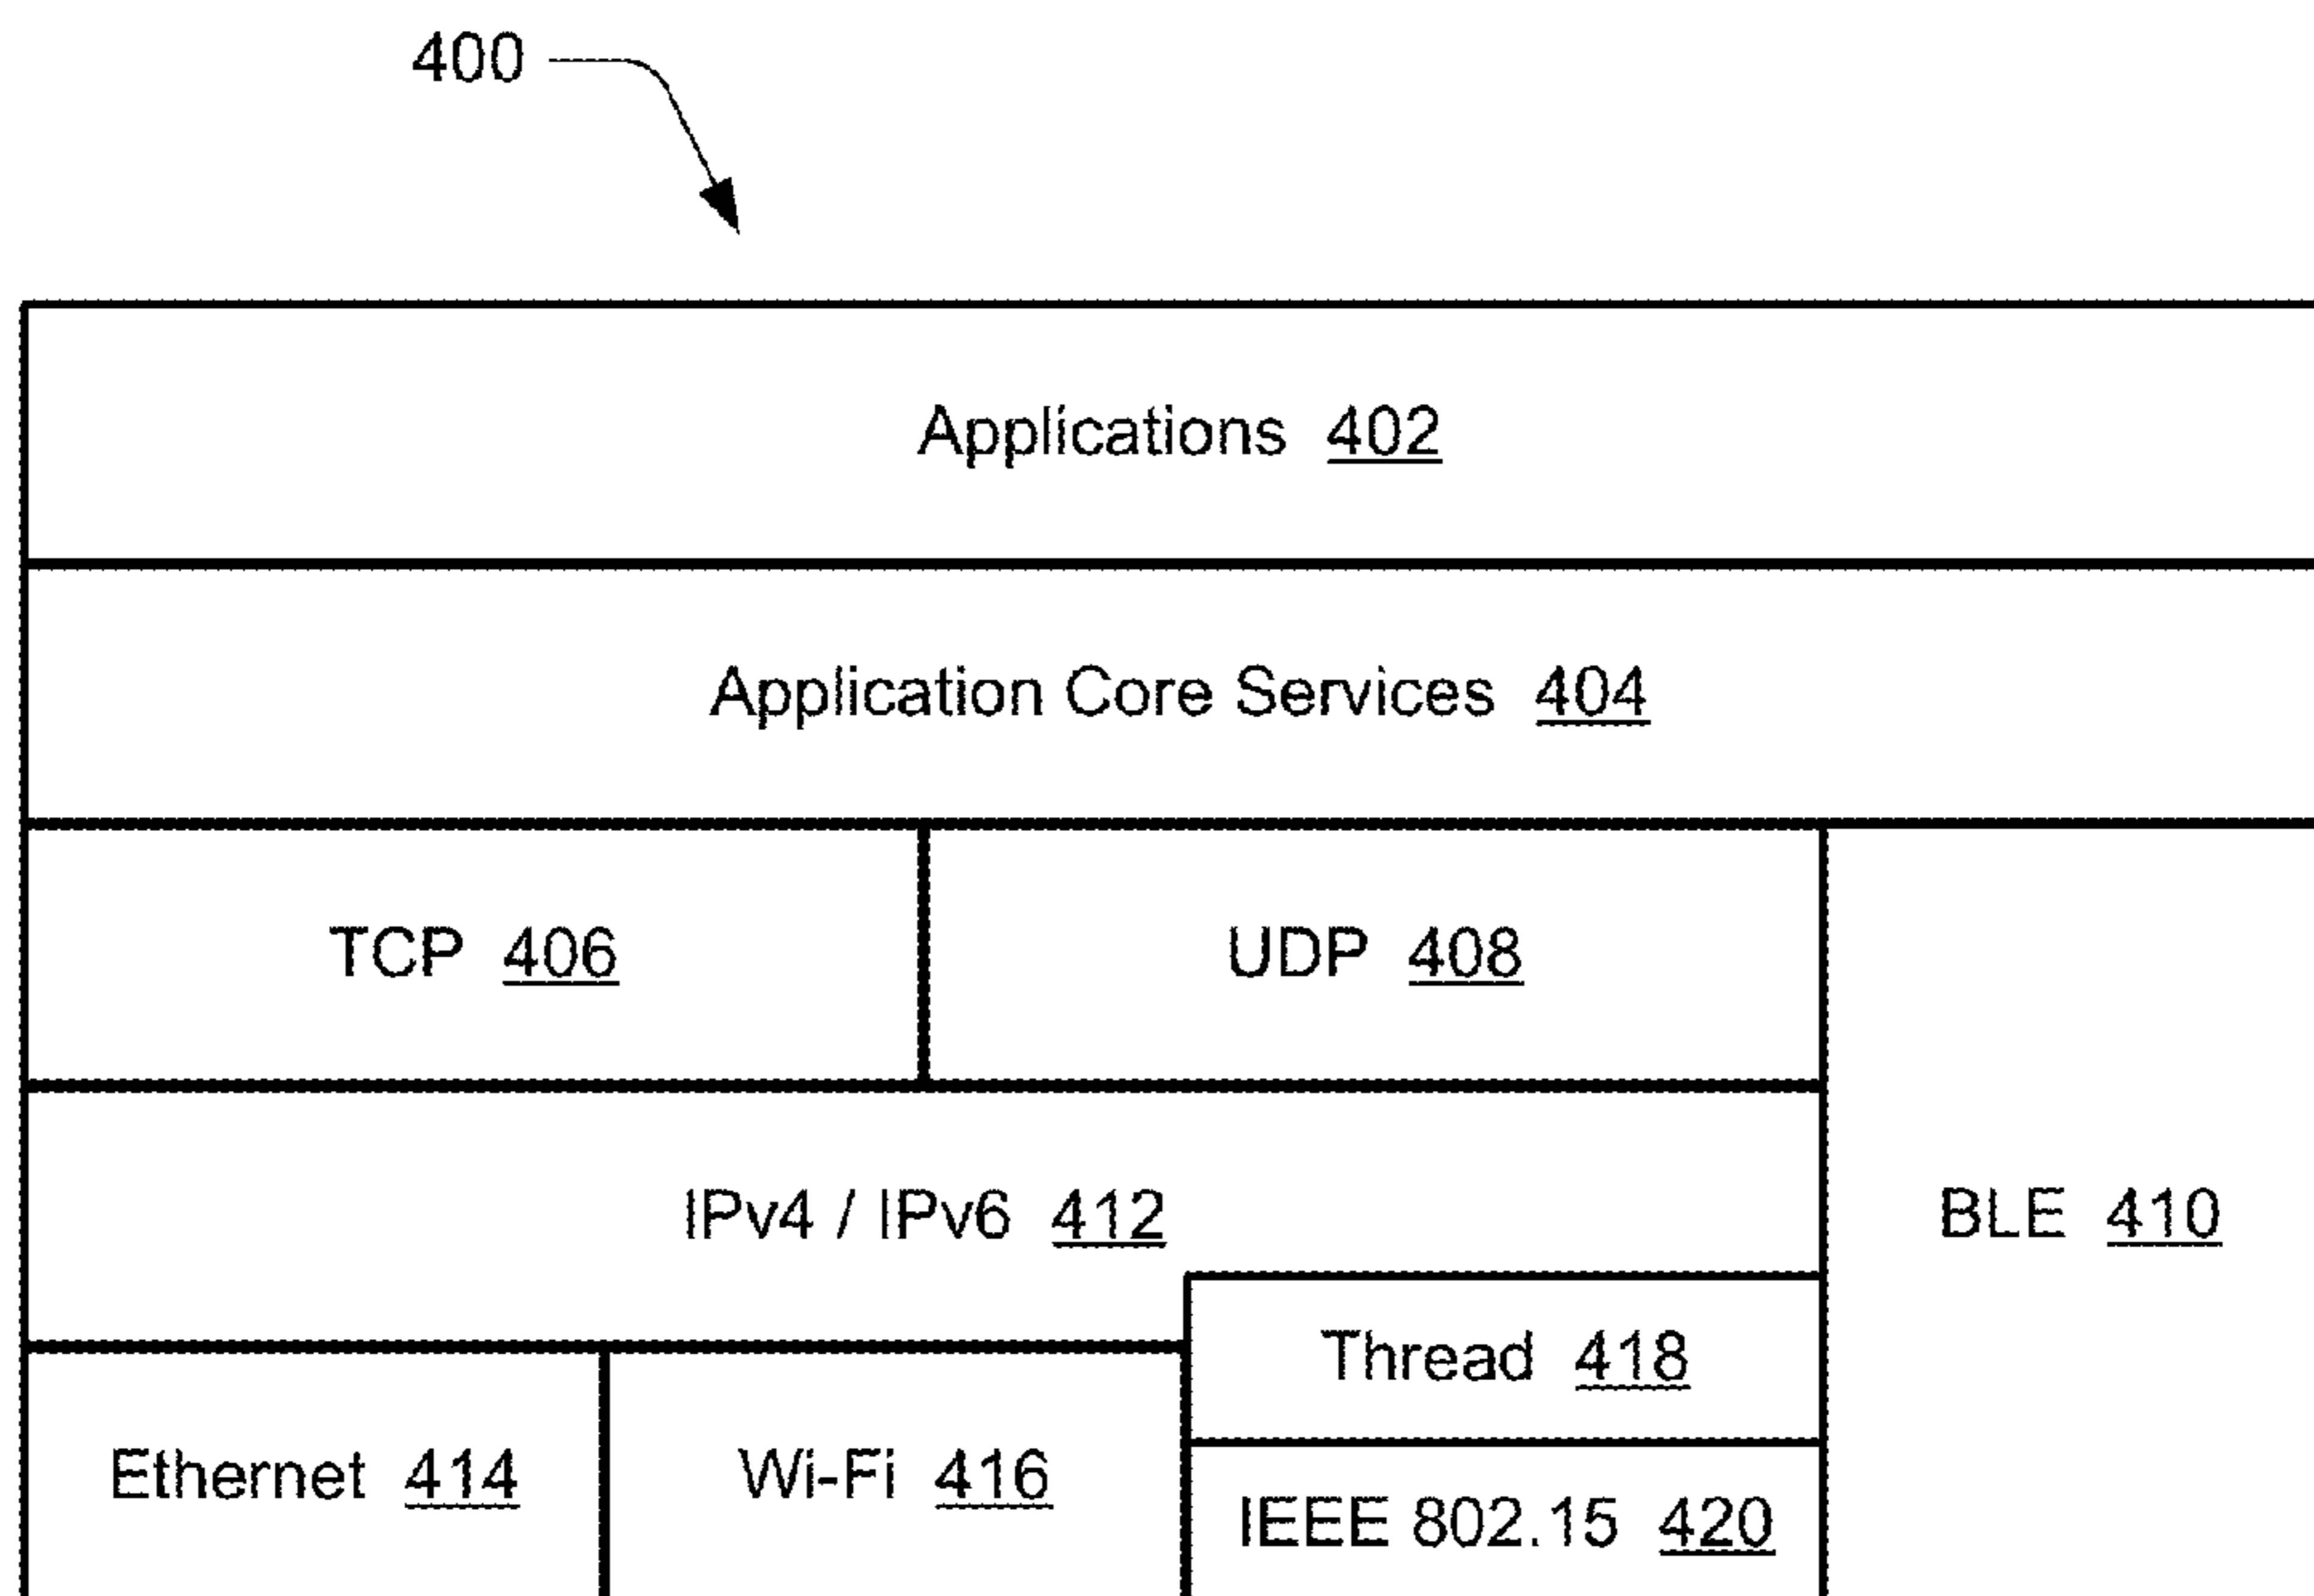 400
Applications 402
Application Core Services 404
TCP 406
UDP 408
IPv4 / IPv6 412
BLE 410
Thread 418
Ethernet 414
Wi-Fi 416
IEEE 802.15 420